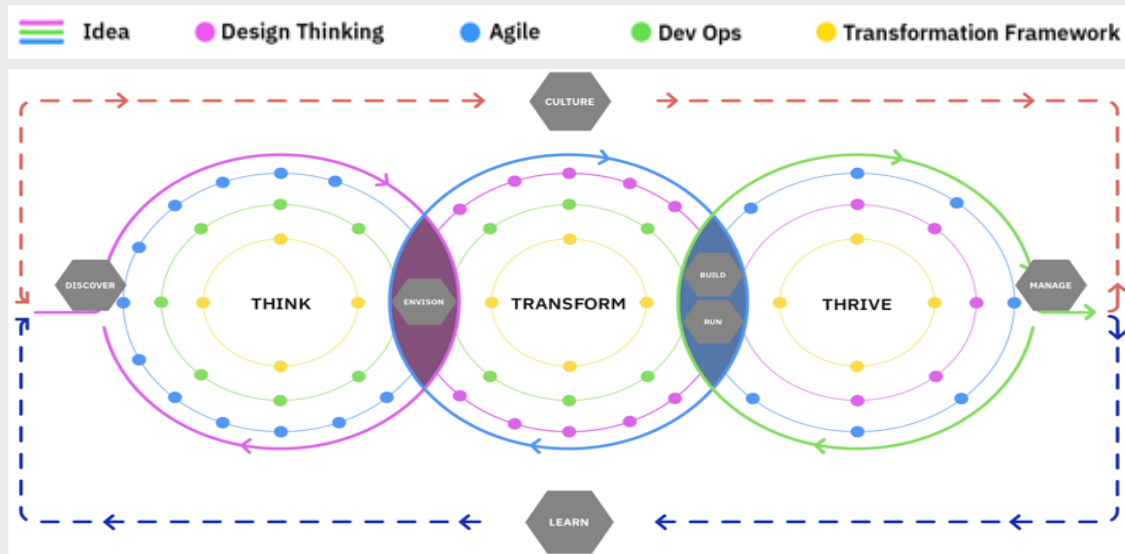 Idea
Design Thinking
Agile
Dev Ops
Transformation Framework
CULTURE
DISCOVER
THINK
ENVISON
TRANSFORM
BUILD
RUN
THRIVE
MANAGE
LEARN